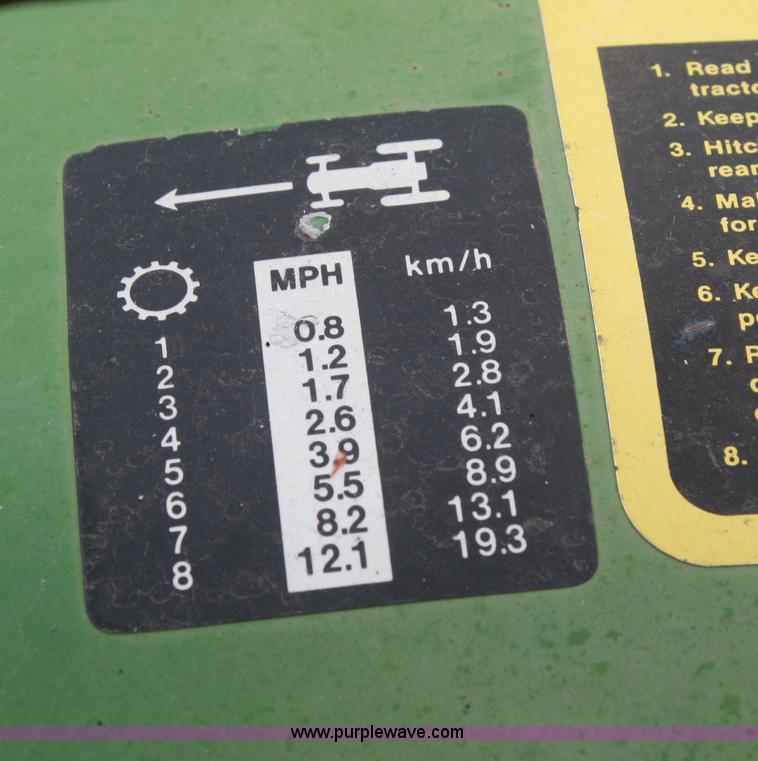 MPH km/h
1 0.8 1.3
2 1.2 1.9
3 1.7 2.8
4 2.6 4.1
5 3.9 6.2
6 5.5 8.9
7 8.2 13.1
8 12.1 19.3
1. Read
2. Keep
3. Hitc
rear
4.
for
5. Ke
6. Ke
7.
8.
www.purplewave.com